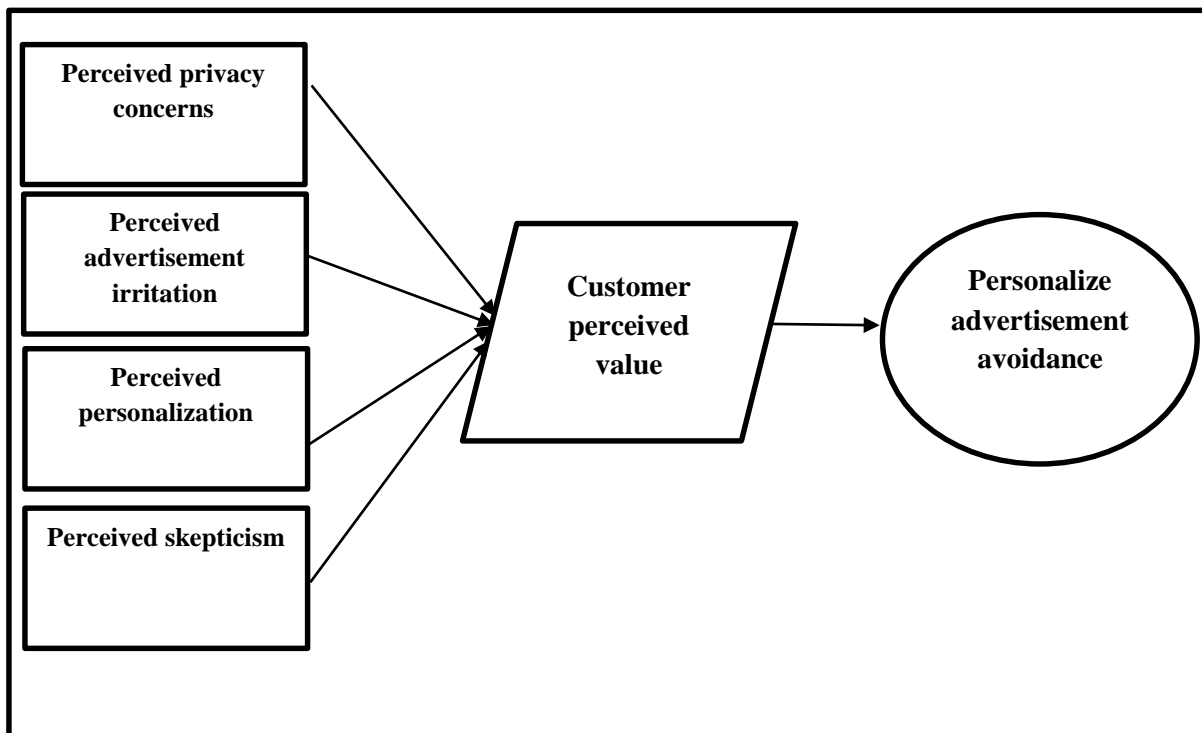 Perceived privacy
concerns
Perceived
advertisement
irritation
Perceived
personalization
Perceived skepticism
Customer
perceived
value
Personalize
advertisement
avoidance